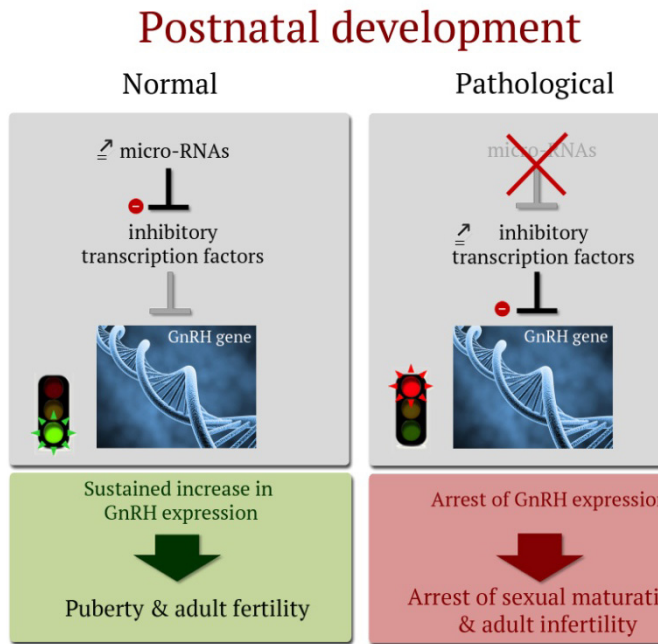 Postnatal development
Normal
Pathological
micro-RNAs
inhibitory
transcription factors
GnRH gene
Sustained increase in
GnRH expression
Puberty & adult fertility
micro-RNAs
inhibitory
transcription factors
GnRH gene
Arrest of GnRH expressio
Arrest of sexual maturati
& adult infertility